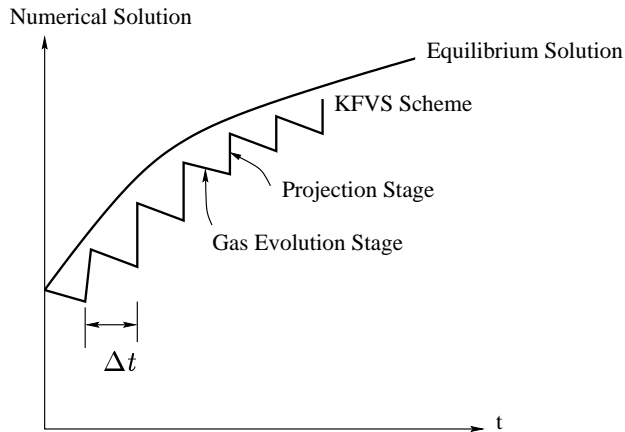 Numerical Solution
Equilibrium Solution
KFVS Scheme
Projection Stage
Gas Evolution Stage
Δt
t